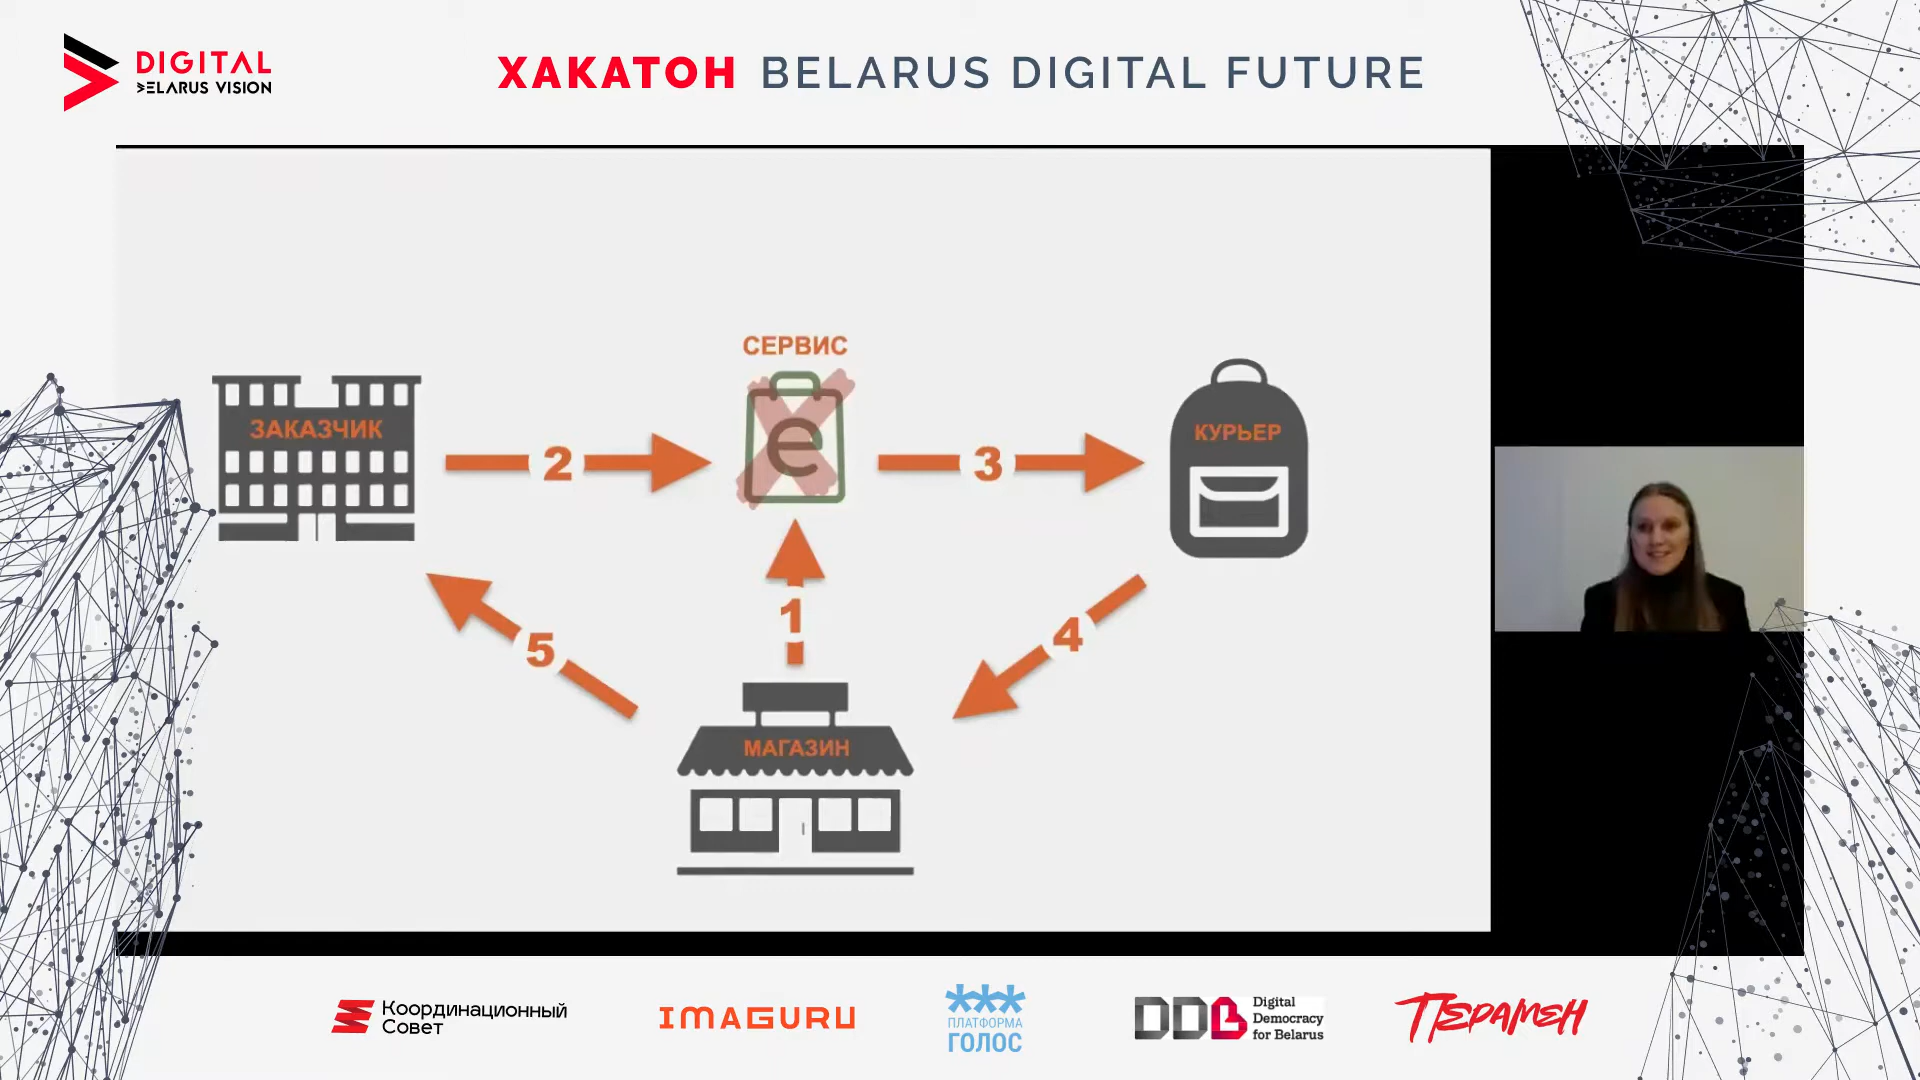 DIGITAL
BELARUS VISION
ХАКАТОН BELARUS DIGITAL FUTURE
СЕРВИС
e
ЗАКАЗЧИК
2
3
КУРЬЕР
1
5
4
МАГАЗИН
Координационный
Совет
IMAGURU
ПЛАТФОРМА
ГОЛОС
DDB
Digital
Democracy
for Belarus
ПЕРАМЕН